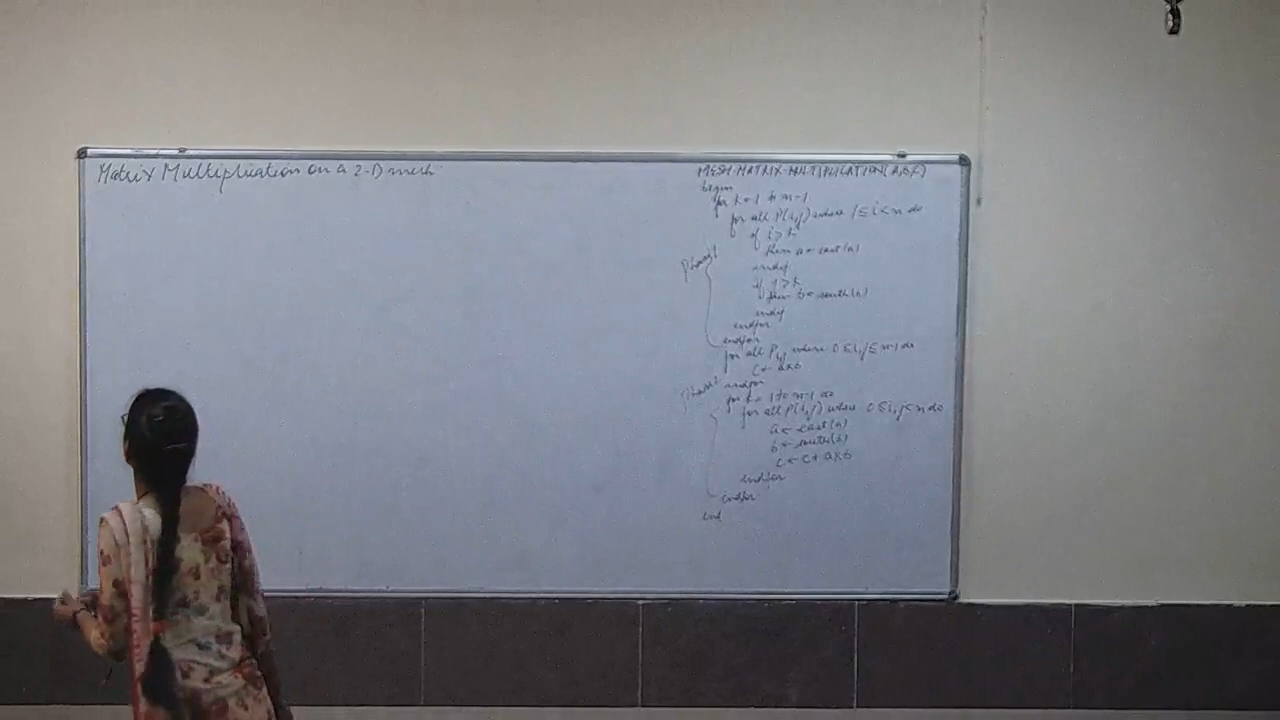 Matrix Multiplication on a 2-D mesh
MESH-MATRIX-MULTIPLICATION(A,B,C)
begin
for k = 1 to n-1
for all P(i,j) where 1 ≤ i < n do
if i > k
then a ← east(a)
endif
if j > k
then b ← south(b)
endif
endfor
endfor
Phase 1
for all Pi,j where 0 ≤ i,j ≤ n-1 do
c ← a×b
endfor
Phase 2
for k = 1 to n-1 do
for all P(i,j) where 0 ≤ i,j < n do
a ← east(a)
b ← south(b)
c ← c + a×b
endfor
endfor
end